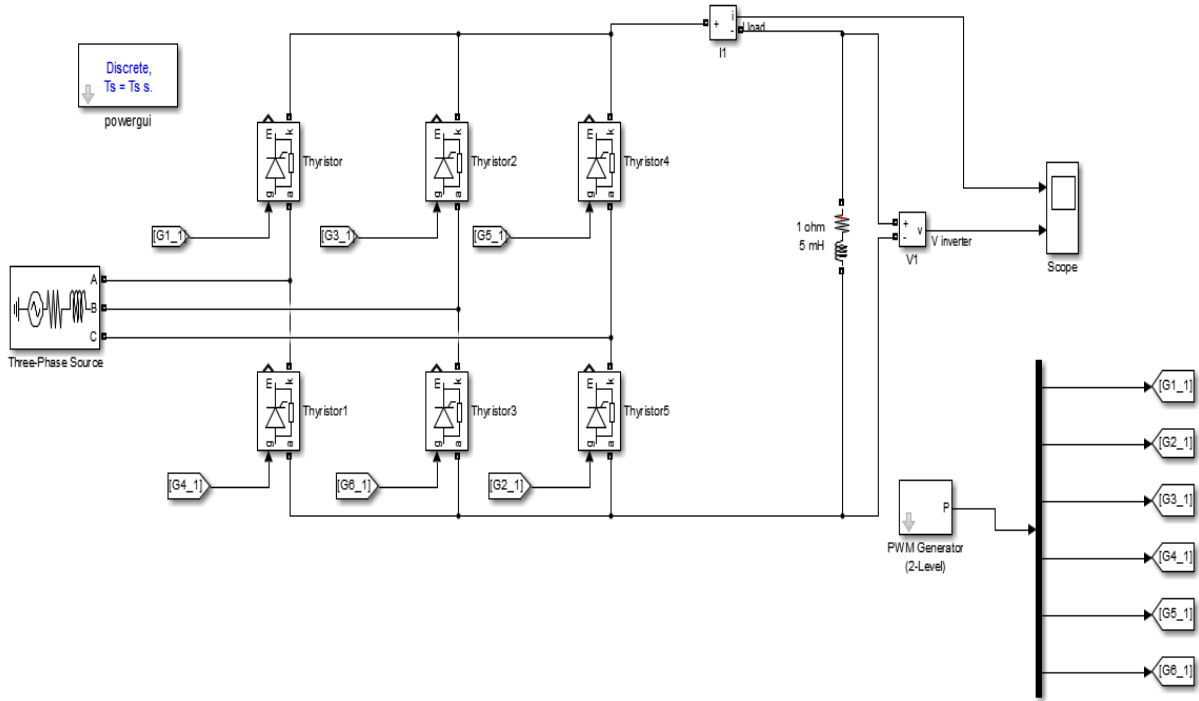 Discrete,
Ts = Ts s.
powergui
i
+
-
I load
I1
m k
g a
Thyristor
m k
g a
Thyristor2
m k
g a
Thyristor4
[G1_1]
[G3_1]
[G5_1]
1 ohm
5 mH
+
-
v
V inverter
V1
Scope
A
B
C
Three-Phase Source
m k
g a
Thyristor1
m k
g a
Thyristor3
m k
g a
Thyristor5
[G4_1]
[G6_1]
[G2_1]
P
PWM Generator
(2-Level)
[G1_1]
[G2_1]
[G3_1]
[G4_1]
[G5_1]
[G6_1]